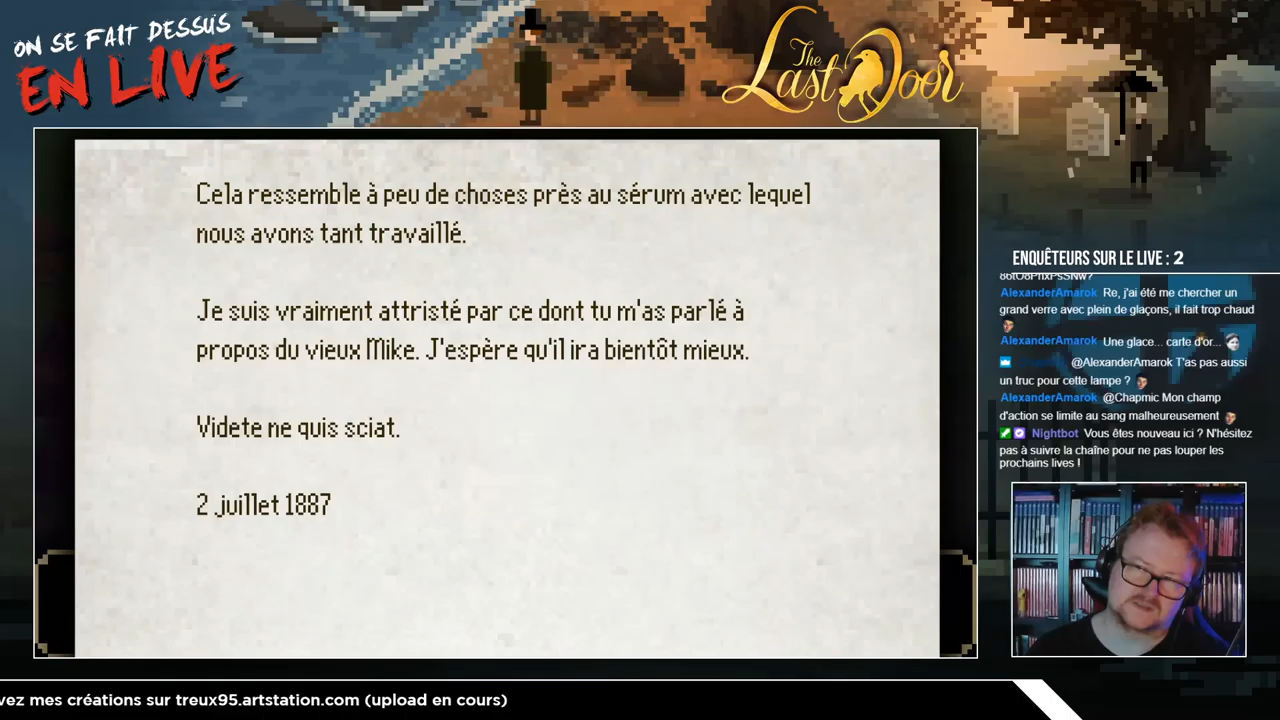 ON SE FAIT DESSUS
EN LIVE
The
Last Door
Cela ressemble à peu de choses près au sérum avec lequel
nous avons tant travaillé.
Je suis vraiment attristé par ce dont tu m'as parlé à
propos du vieux Mike. J'espère qu'il ira bientôt mieux.
Videte ne quis sciat.
2 juillet 1887
ENQUÊTEURS SUR LE LIVE : 2
AlexanderAmarok Re, j'ai été me chercher un
grand verre avec plein de glaçons, il fait trop chaud
AlexanderAmarok Une glace... carte d'or...
@AlexanderAmarok T'as pas aussi
un truc pour cette lampe ?
AlexanderAmarok @Chapmic Mon champ
d'action se limite au sang malheureusement
Nightbot Vous êtes nouveau ici ? N'hésitez
pas à suivre la chaîne pour ne pas louper les
prochains lives !
vez mes créations sur treux95.artstation.com (upload en cours)